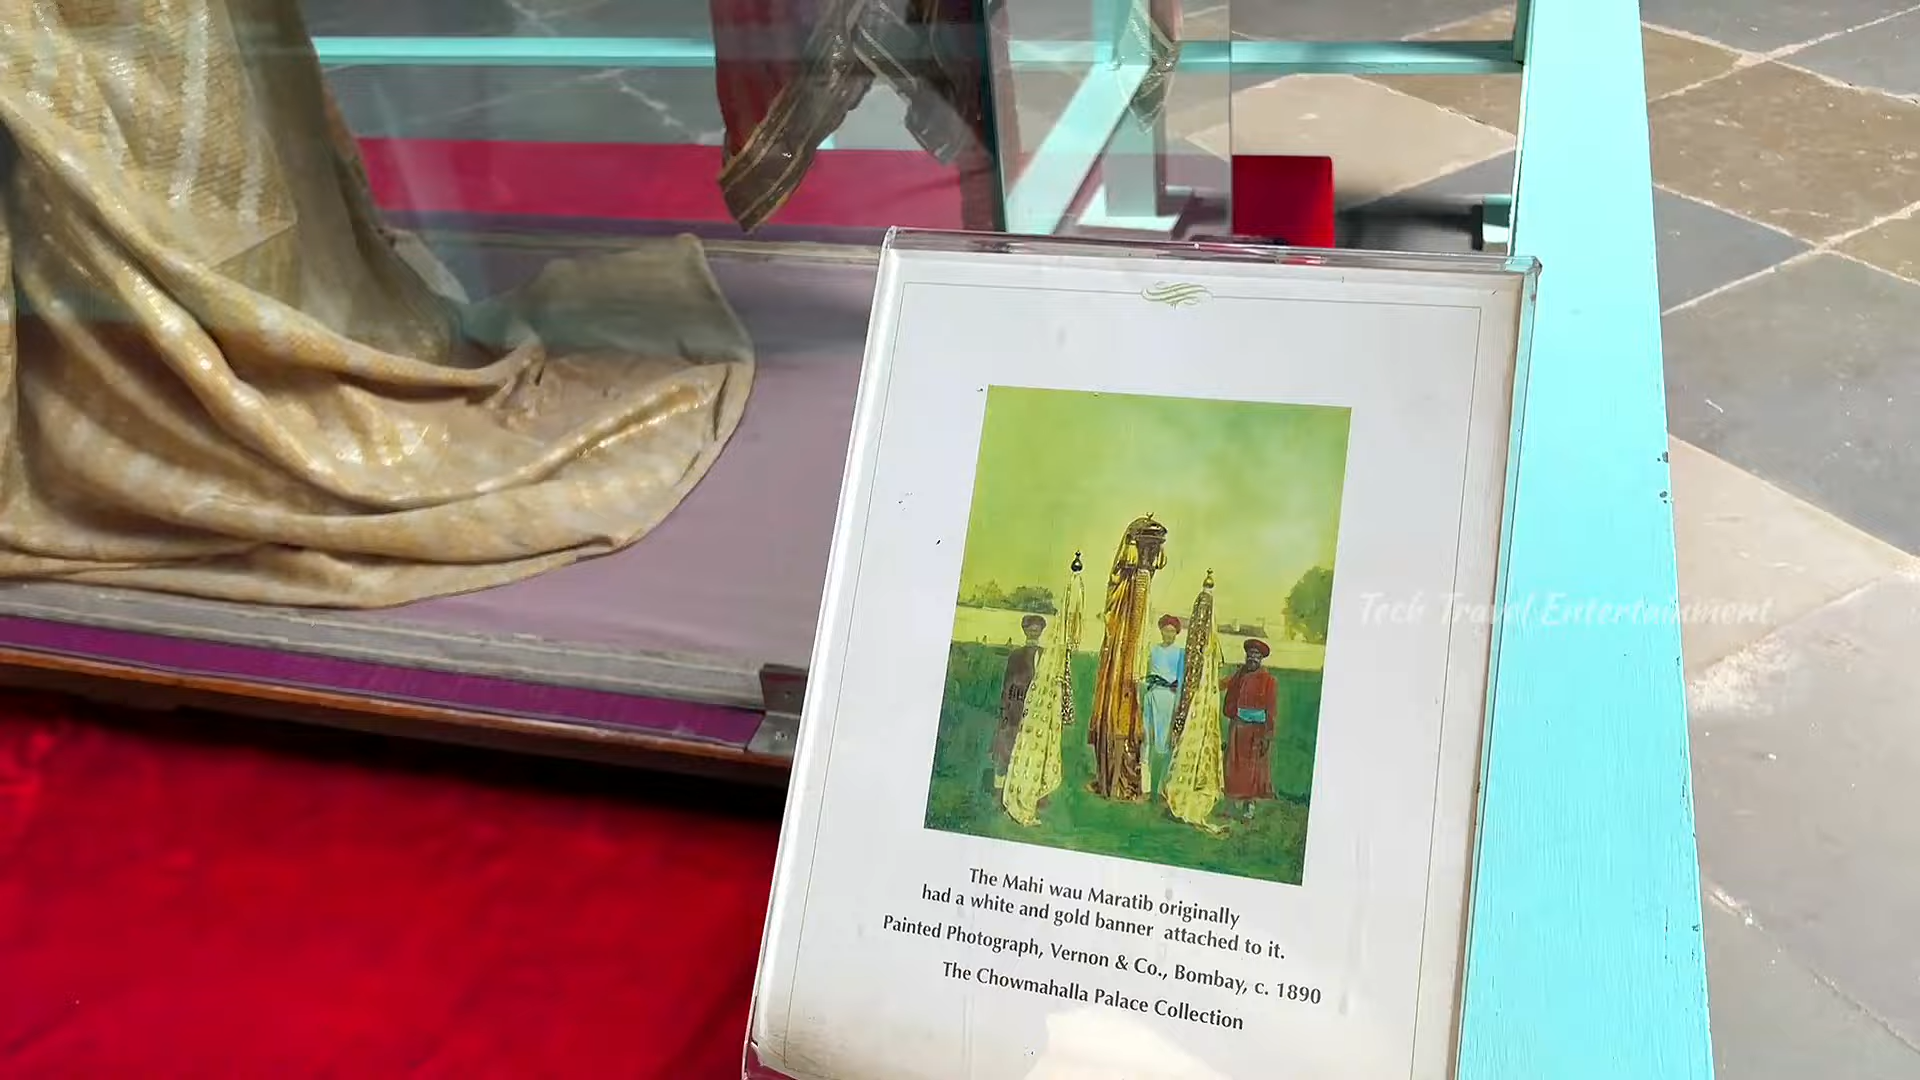 Tech Travel Entertainment
The Mahi wau Maratib originally
had a white and gold banner attached to it.
Painted Photograph, Vernon & Co., Bombay, c. 1890
The Chowmahalla Palace Collection